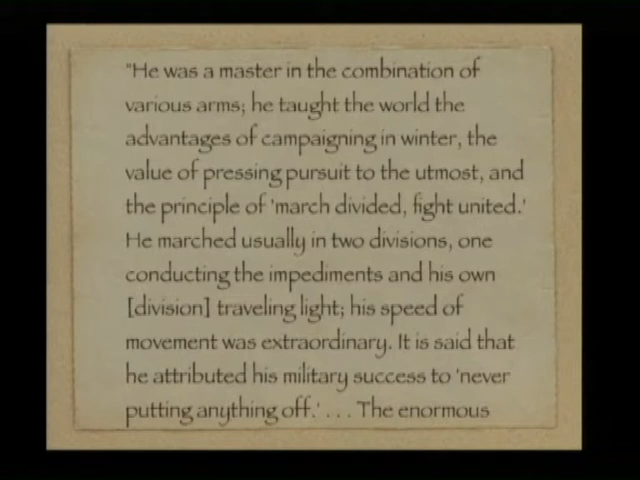 "He was a master in the combination of
various arms; he taught the world the
advantages of campaigning in winter, the
value of pressing pursuit to the utmost, and
the principle of 'march divided, fight united.'
He marched usually in two divisions, one
conducting the impediments and his own
[division] traveling light; his speed of
movement was extraordinary. It is said that
he attributed his military success to 'never
putting anything off.' . . . The enormous